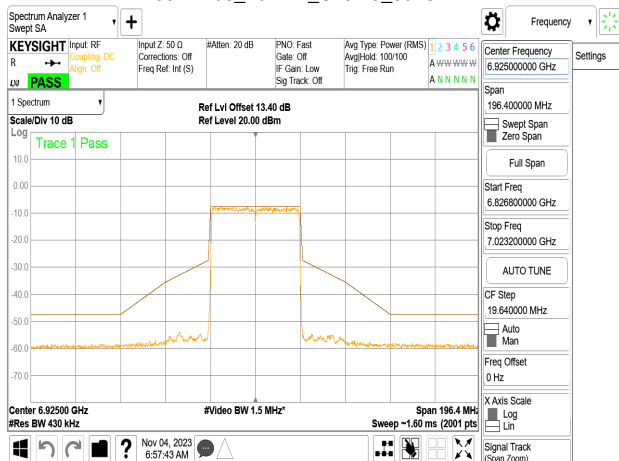 Spectrum Analyzer 1
Swept SA
Frequency
KEYSIGHT
R
LXI
PASS
Input: RF
Coupling: DC
Align: Off
Input Z: 50 Ω
Corrections: Off
Freq Ref: Int (S)
#Atten: 20 dB
PNO: Fast
Gate: Off
IF Gain: Low
Sig Track: Off
Avg Type: Power (RMS)
Avg|Hold: 100/100
Trig: Free Run
1 2 3 4 5 6
A W W W W W
A N N N N N
Center Frequency
6.925000000 GHz
Settings
Span
196.400000 MHz
Swept Span
Zero Span
Full Span
Start Freq
6.826800000 GHz
Stop Freq
7.023200000 GHz
AUTO TUNE
CF Step
19.640000 MHz
Auto
Man
Freq Offset
0 Hz
X Axis Scale
Log
Lin
Signal Track
(Span Zoom)
1 Spectrum
Scale/Div 10 dB
Log
Ref Lvl Offset 13.40 dB
Ref Level 20.00 dBm
Trace 1 Pass
10.0
0.00
-10.0
-20.0
-30.0
-40.0
-50.0
-60.0
-70.0
Center 6.92500 GHz
#Res BW 430 kHz
#Video BW 1.5 MHz*
Span 196.4 MHz
Sweep ~1.60 ms (2001 pts
Nov 04, 2023
6:57:43 AM